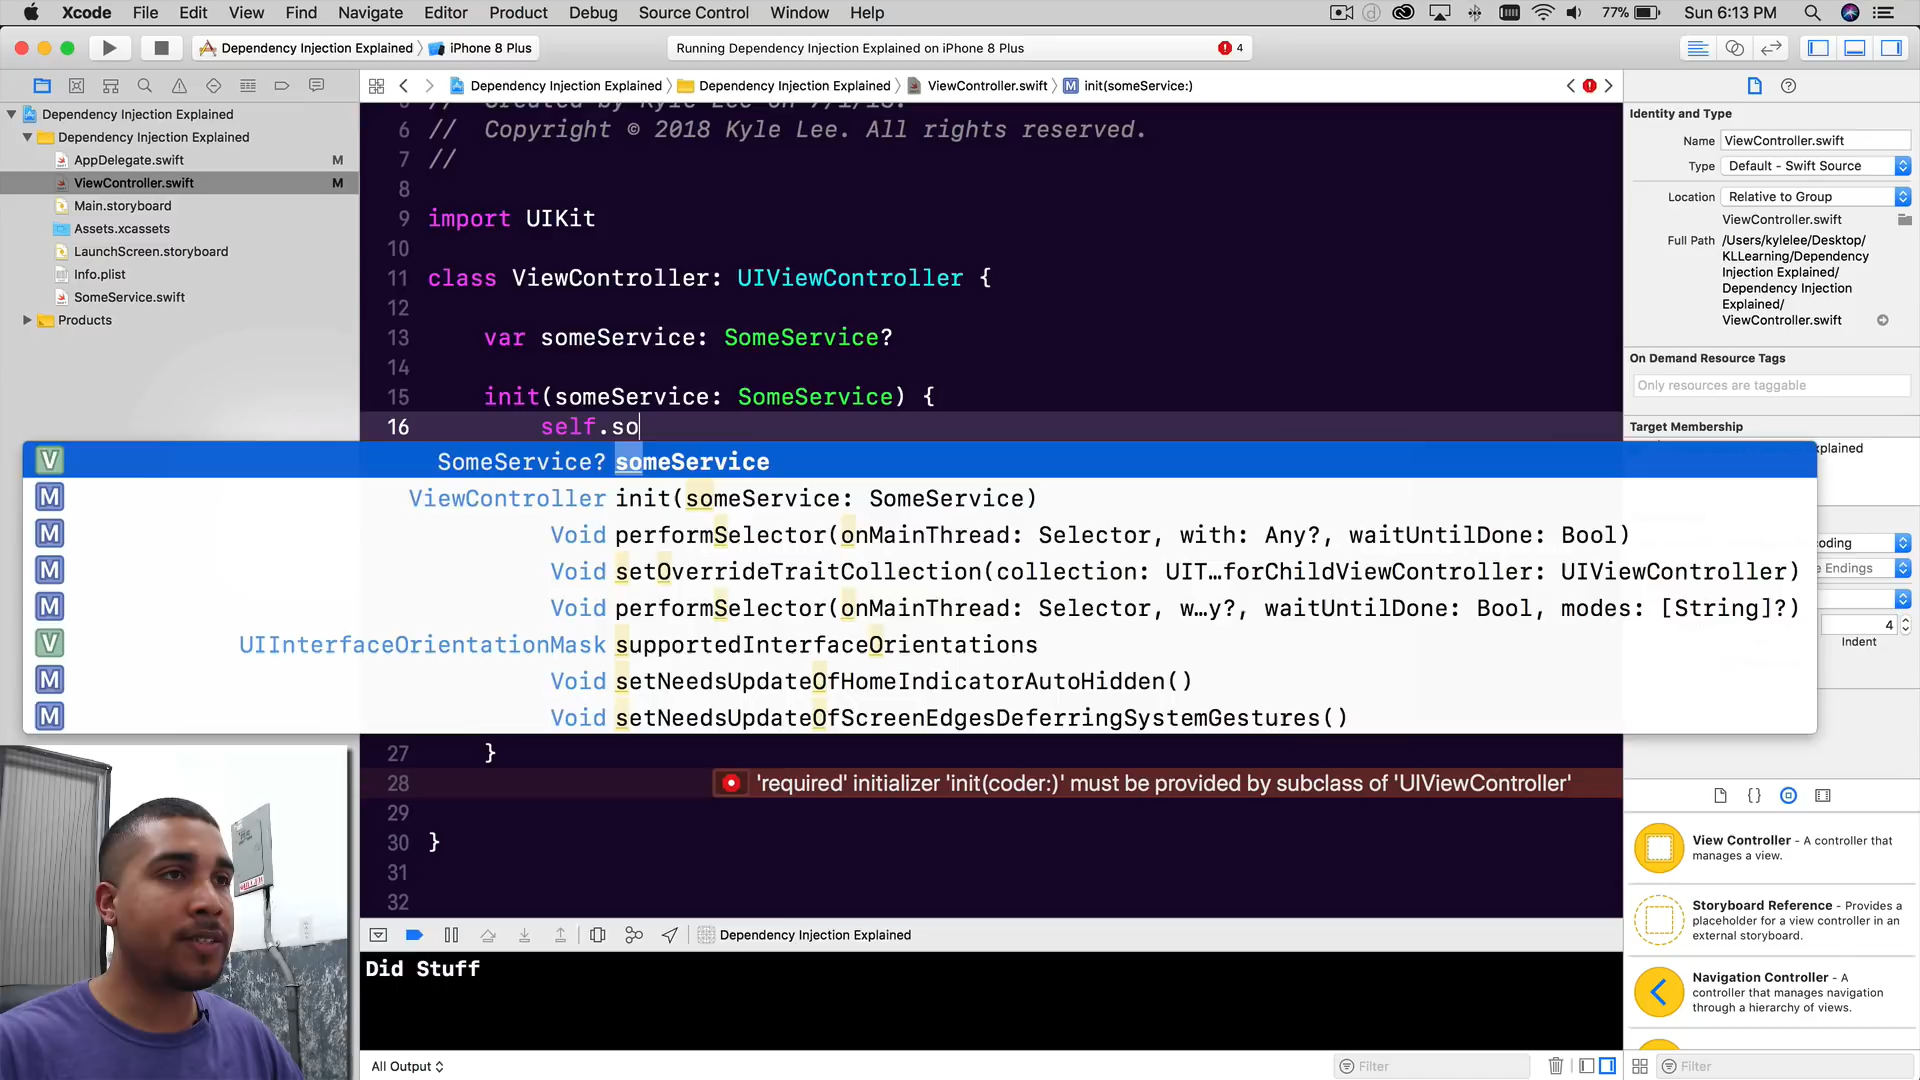 Xcode File Edit View Find Navigate Editor Product Debug Source Control Window Help 77% Sun 6:13 PM
Dependency Injection Explained iPhone 8 Plus
Running Dependency Injection Explained on iPhone 8 Plus 4
Dependency Injection Explained Dependency Injection Explained ViewController.swift M init(someService:)
Dependency Injection Explained
Dependency Injection Explained
AppDelegate.swift M
ViewController.swift M
Main.storyboard
Assets.xcassets
LaunchScreen.storyboard
Info.plist
SomeService.swift
Products
6 // Copyright © 2018 Kyle Lee. All rights reserved.
7 //
8
9 import UIKit
10
11 class ViewController: UIViewController {
12
13 var someService: SomeService?
14
15 init(someService: SomeService) {
16 self.so
V SomeService? someService
M ViewController init(someService: SomeService)
M Void performSelector(onMainThread: Selector, with: Any?, waitUntilDone: Bool)
M Void setOverrideTraitCollection(collection: UIT…forChildViewController: UIViewController)
M Void performSelector(onMainThread: Selector, w…y?, waitUntilDone: Bool, modes: [String]?)
V UIInterfaceOrientationMask supportedInterfaceOrientations
M Void setNeedsUpdateOfHomeIndicatorAutoHidden()
M Void setNeedsUpdateOfScreenEdgesDeferringSystemGestures()
27 }
28 'required' initializer 'init(coder:)' must be provided by subclass of 'UIViewController'
29
30 }
31
32
Dependency Injection Explained
Did Stuff
All Output
Filter
Identity and Type
Name ViewController.swift
Type Default - Swift Source
Location Relative to Group
ViewController.swift
Full Path /Users/kylelee/Desktop/
KLLearning/Dependency
Injection Explained/
Dependency Injection
Explained/
ViewController.swift
On Demand Resource Tags
Only resources are taggable
Target Membership
plained
oding
e Endings
4
Indent
View Controller - A controller that
manages a view.
Storyboard Reference - Provides a
placeholder for a view controller in an
external storyboard.
Navigation Controller - A
controller that manages navigation
through a hierarchy of views.
Filter